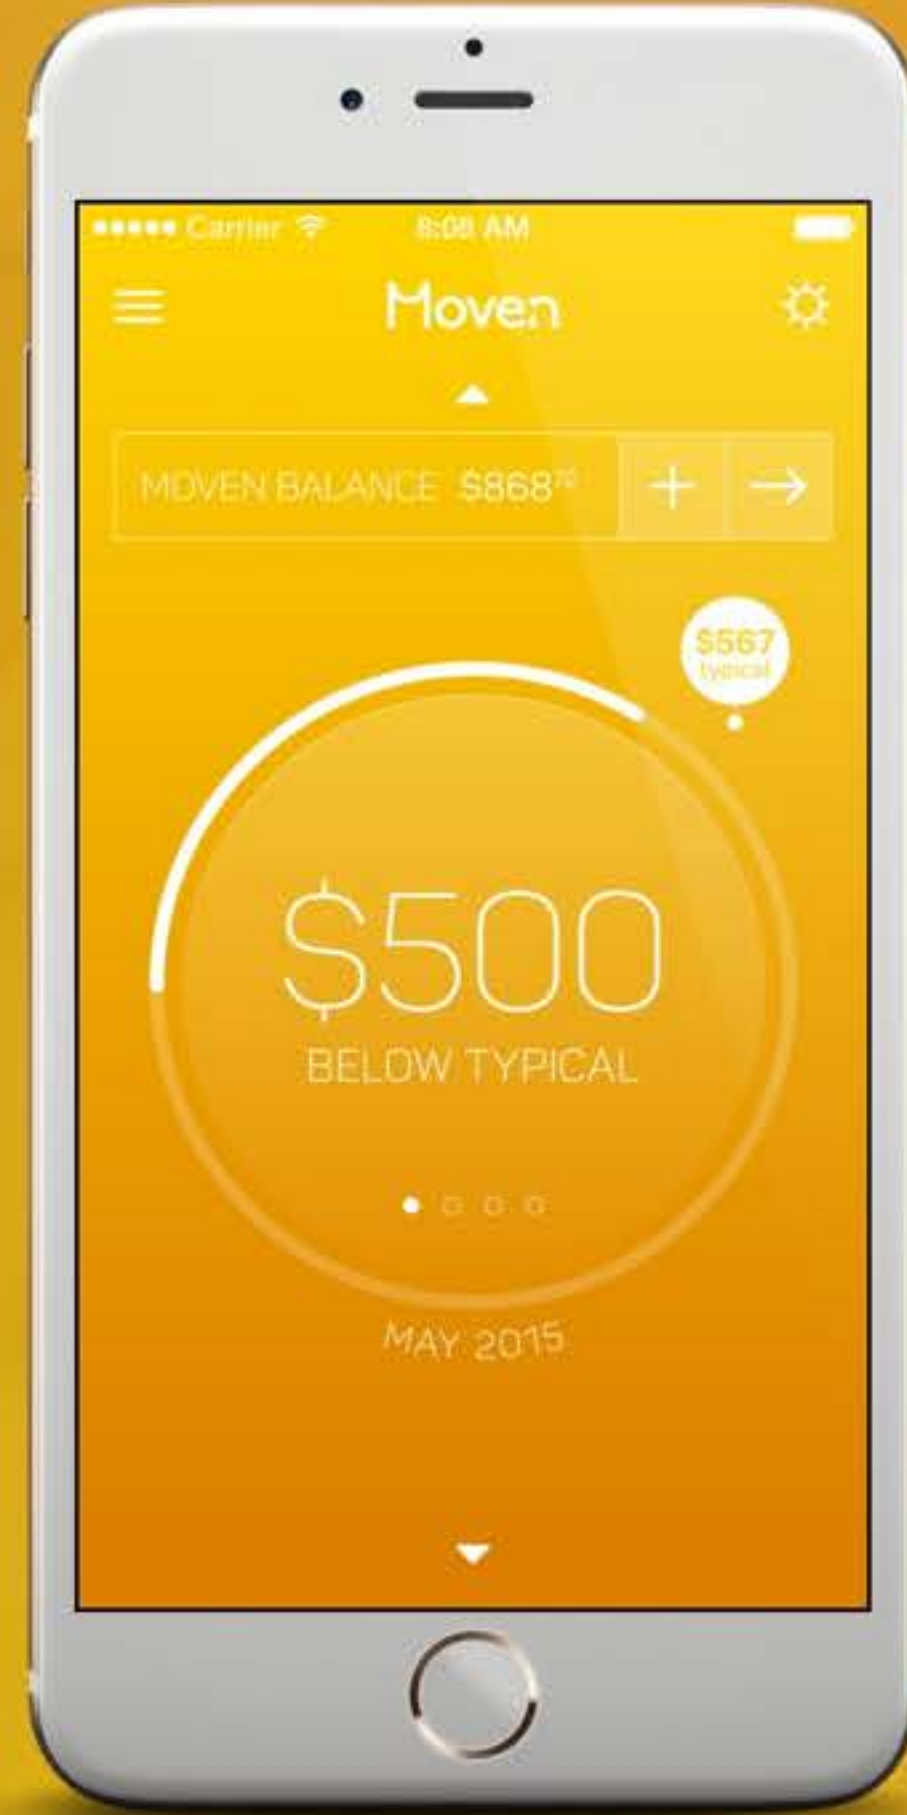 Carrier 8:08 AM
Moven
MOVEN BALANCE $868
$567
typical
$500
BELOW TYPICAL
MAY 2015